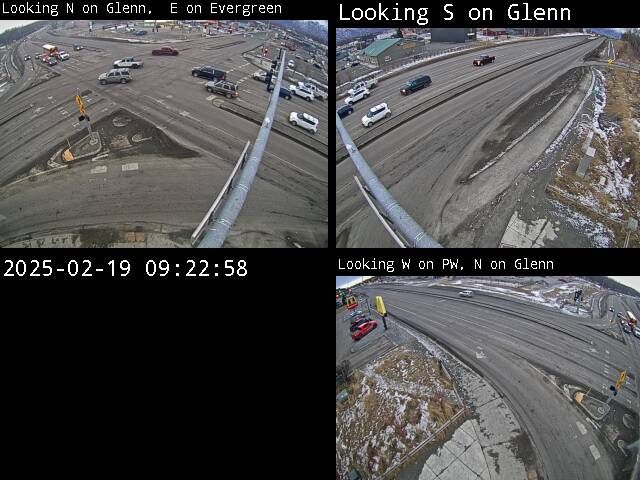 Looking N on Glenn,  E on Evergreen
Looking S on Glenn
2025-02-19 09:22:58
Looking W on PW, N on Glenn